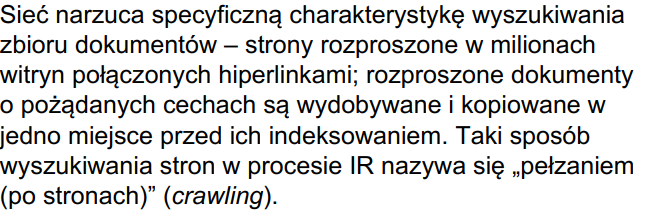 Sieć narzuca specyficzną charakterystykę wyszukiwania
zbioru dokumentów – strony rozproszone w milionach
witryn połączonych hiperlinkami; rozproszone dokumenty
o pożądanych cechach są wydobywane i kopiowane w
jedno miejsce przed ich indeksowaniem. Taki sposób
wyszukiwania stron w procesie IR nazywa się „pełzaniem
(po stronach)” (crawling).